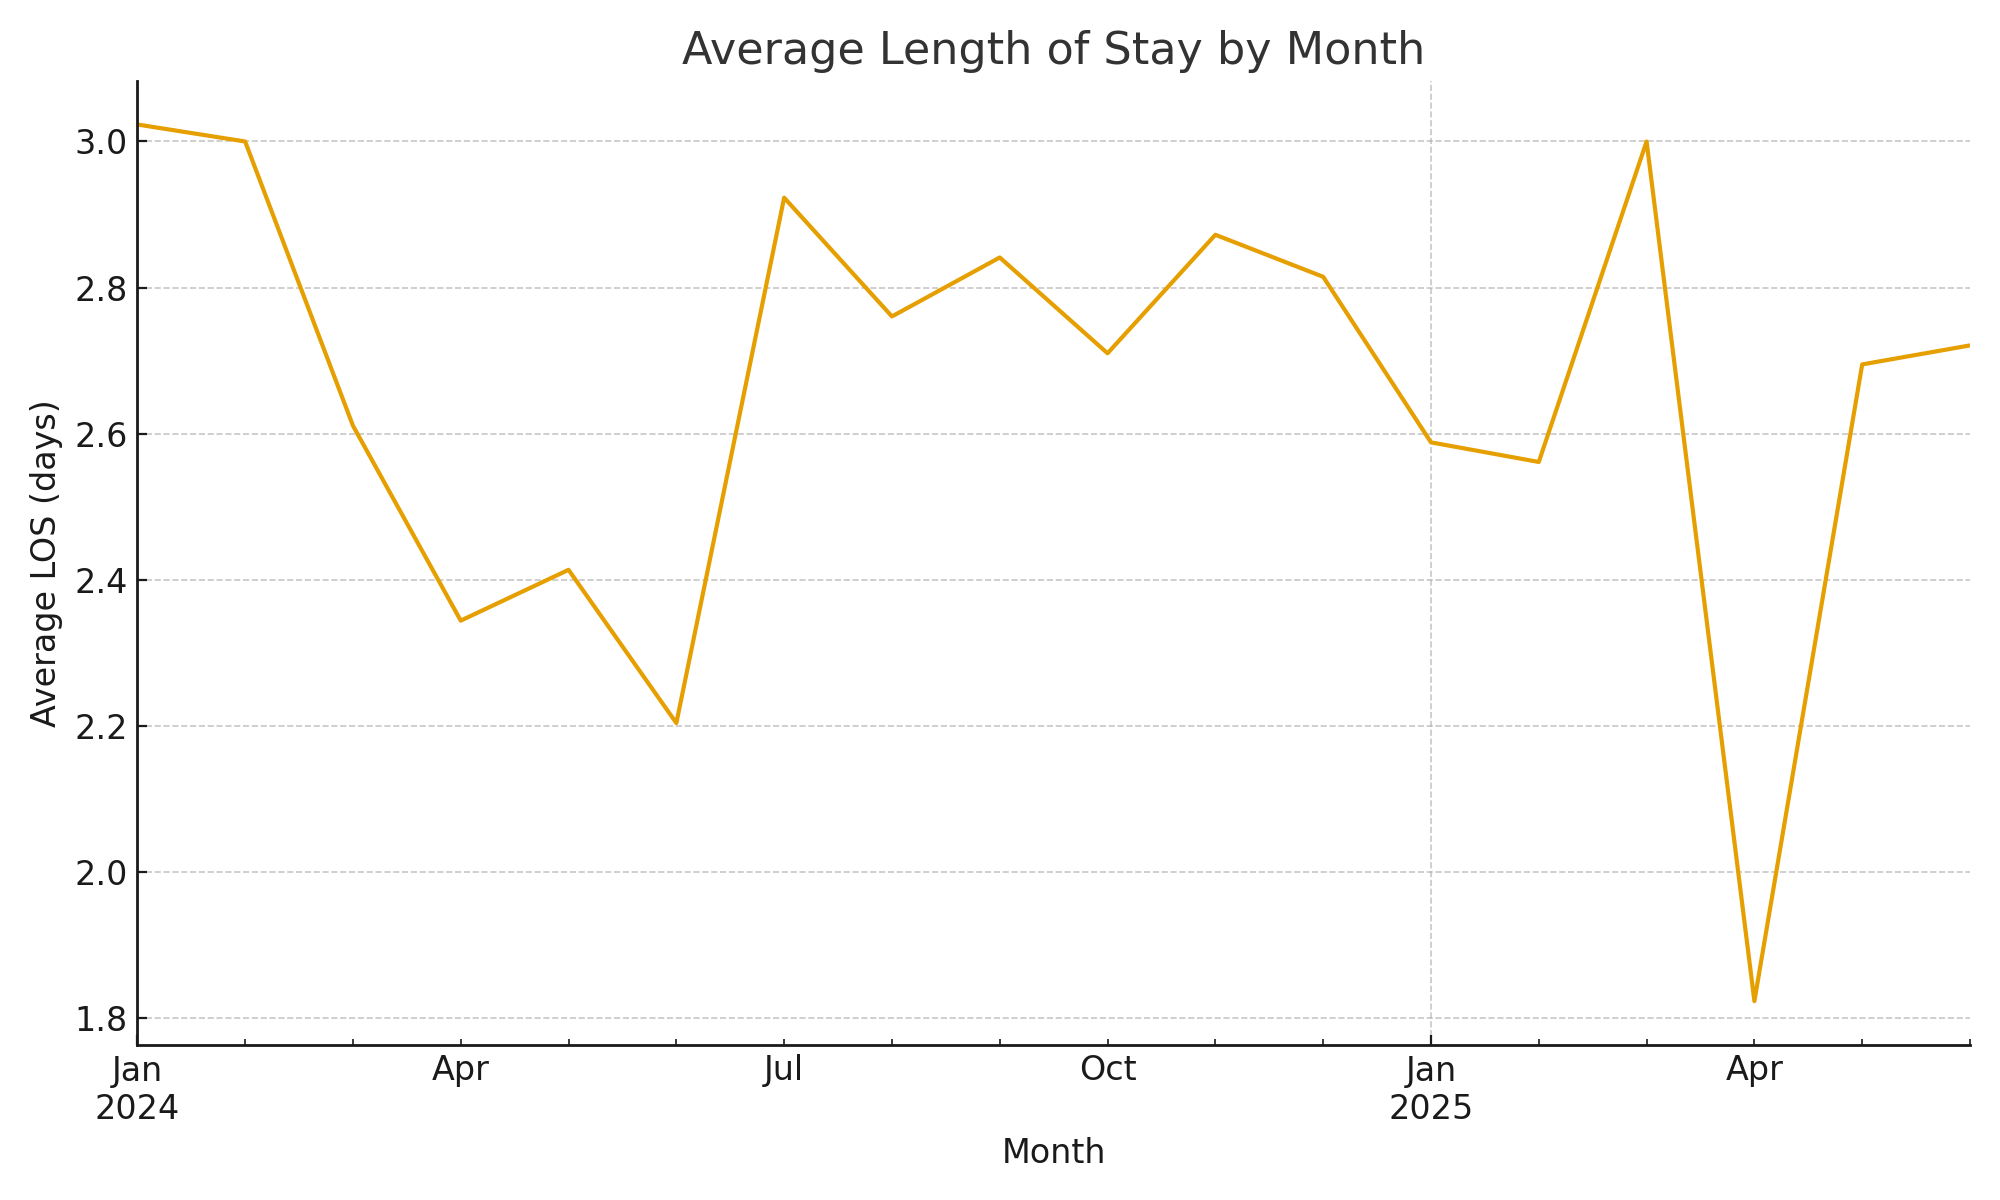 Average Length of Stay by Month
Average LOS (days)
3.0
2.8
2.6
2.4
2.2
2.0
1.8
Jan Apr Jul Oct Jan Apr
2024 2025
Month